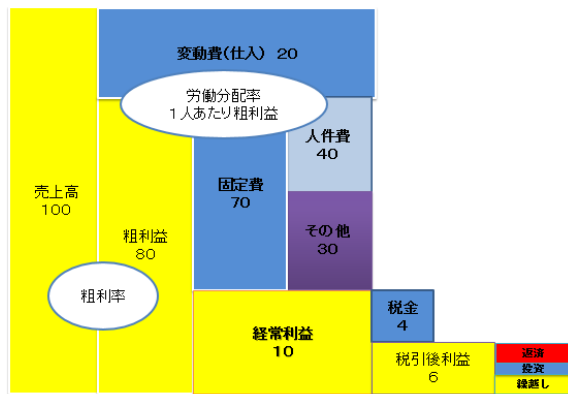 変動費(仕入) 20
労働分配率
1人あたり粗利益
人件費
40
固定費
70
売上高
100
粗利益
80
その他
30
粗利率
経常利益
10
税金
4
税引後利益
6
返済
投資
繰越し